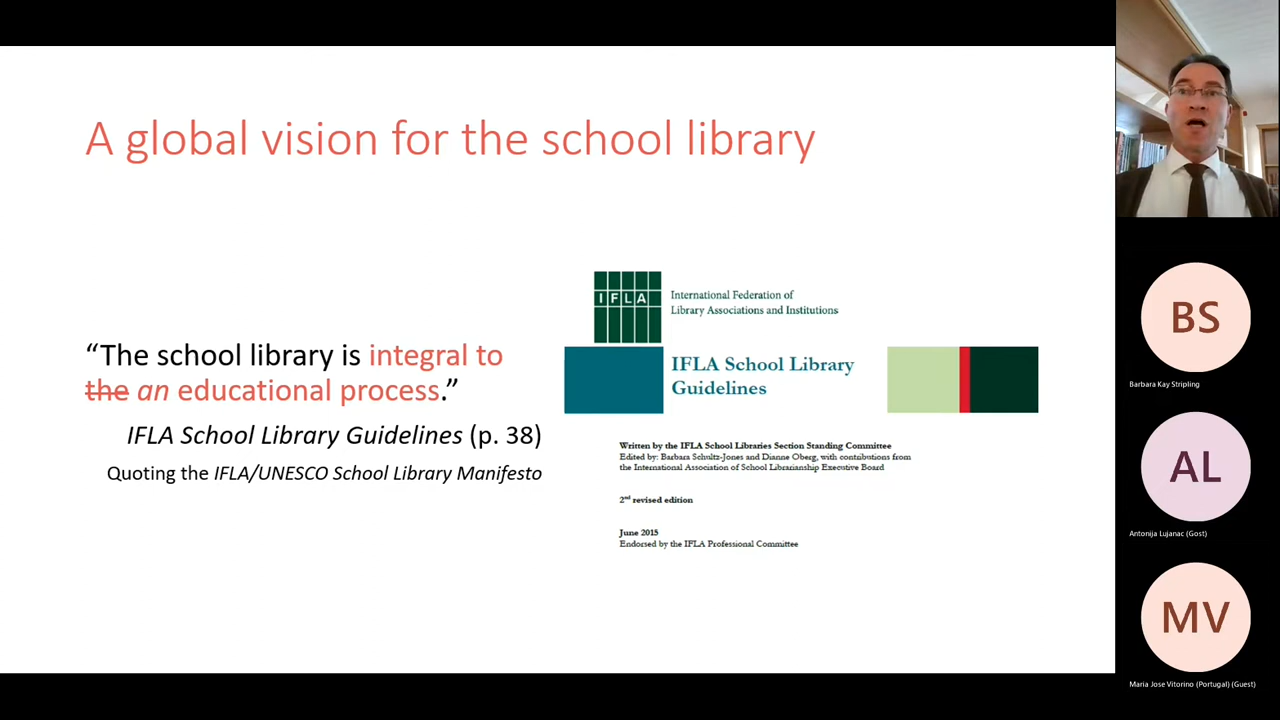 A global vision for the school library
“The school library is integral to
the an educational process.”
IFLA School Library Guidelines (p. 38)
Quoting the IFLA/UNESCO School Library Manifesto
IFLA
International Federation of
Library Associations and Institutions
IFLA School Library
Guidelines
Written by the IFLA School Libraries Section Standing Committee
Edited by: Barbara Schultz-Jones and Dianne Oberg, with contributions from
the International Association of School Librarianship Executive Board
2nd revised edition
June 2015
Endorsed by the IFLA Professional Committee
BS
Barbara Kay Stripling
AL
Antonija Lujanac (Gost)
MV
Maria Jose Vitorino (Portugal) (Guest)